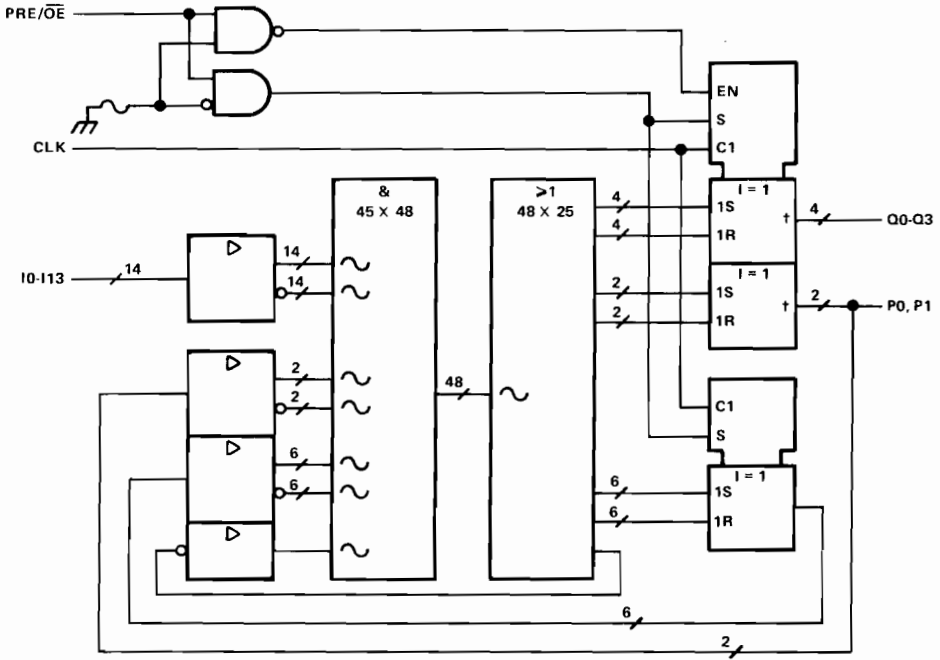 PRE/O̅E̅
EN
S
CLK
C1
&
45 X 48
≥1
48 X 25
I = 1
1S
1R
†
4
4
4
Q0-Q3
I0-I13
14
14
14
I = 1
1S
1R
†
2
2
2
P0, P1
2
2
48
C1
S
6
6
I = 1
1S
1R
6
6
6
2